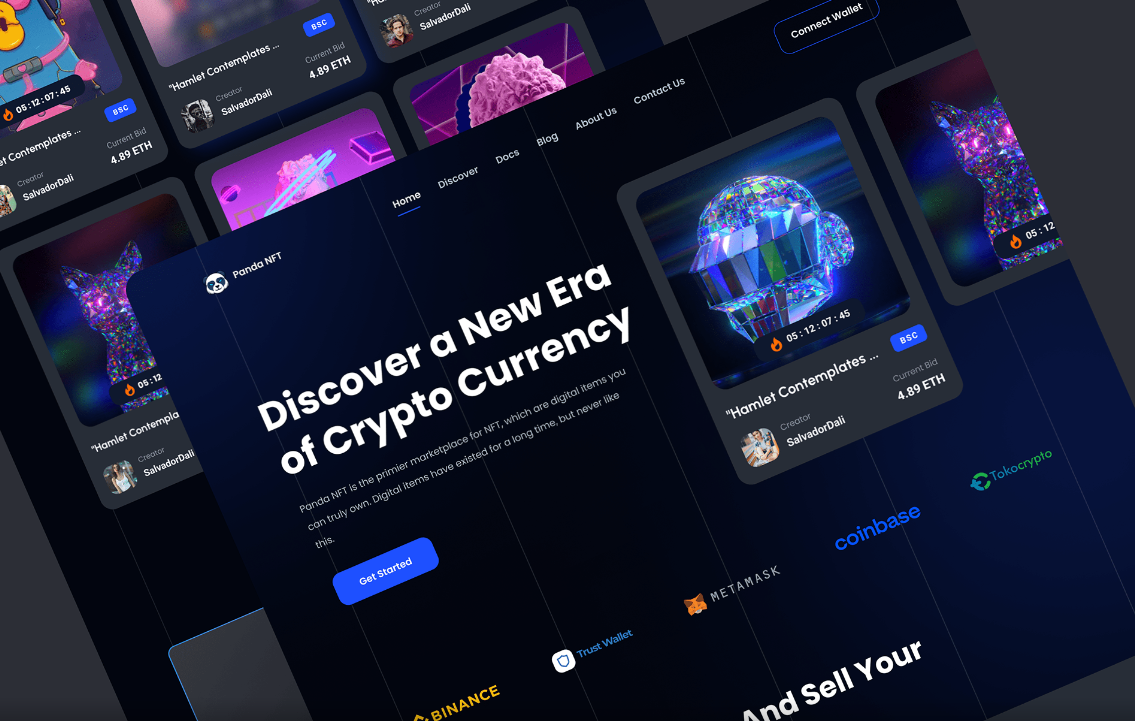 BSC
"Hamlet Contemplates ...
Creator
SalvadorDali
Current Bid
4.89 ETH
Creator
SalvadorDali
05:12:07:45
BSC
Contemplates ...
Current Bid
4.89 ETH
Creator
SalvadorDali
05:12
"Hamlet
Creator
SalvadorDali
Panda NFT
Home
Discover
Docs
Blog
About Us
Contact Us
Connect Wallet
Discover a New Era
of Crypto Currency
Panda NFT is the primier marketplace for NFT, which are digital items you
can truly own. Digital items have existed for a long time, but never like
this.
Get Started
05:12:07:45
"Hamlet Contemplates ...
BSC
Creator
SalvadorDali
Current Bid
4.89 ETH
05:12
BINANCE
Trust Wallet
METAMASK
coinbase
Tokocrypto
And Sell Your